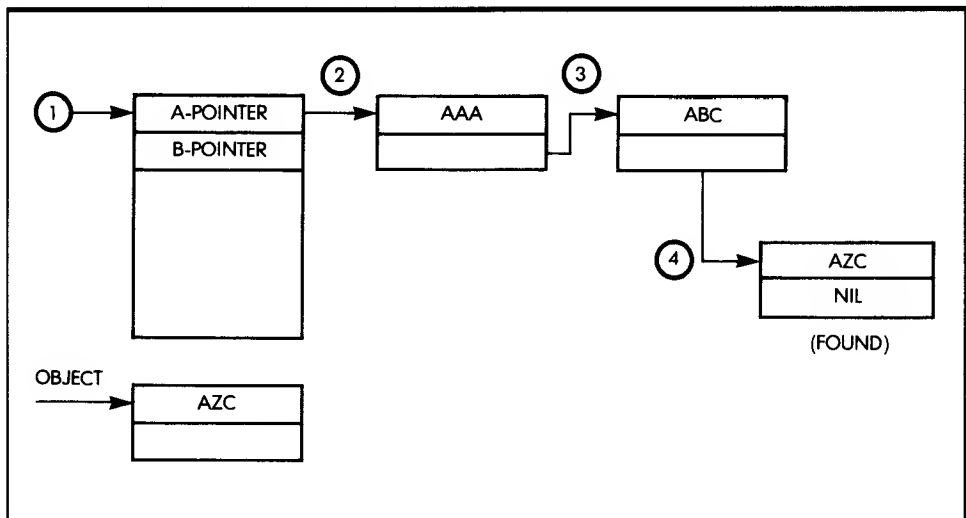 2
3
1
A-POINTER
AAA
ABC
B-POINTER
4
AZC
NIL
(FOUND)
OBJECT
AZC